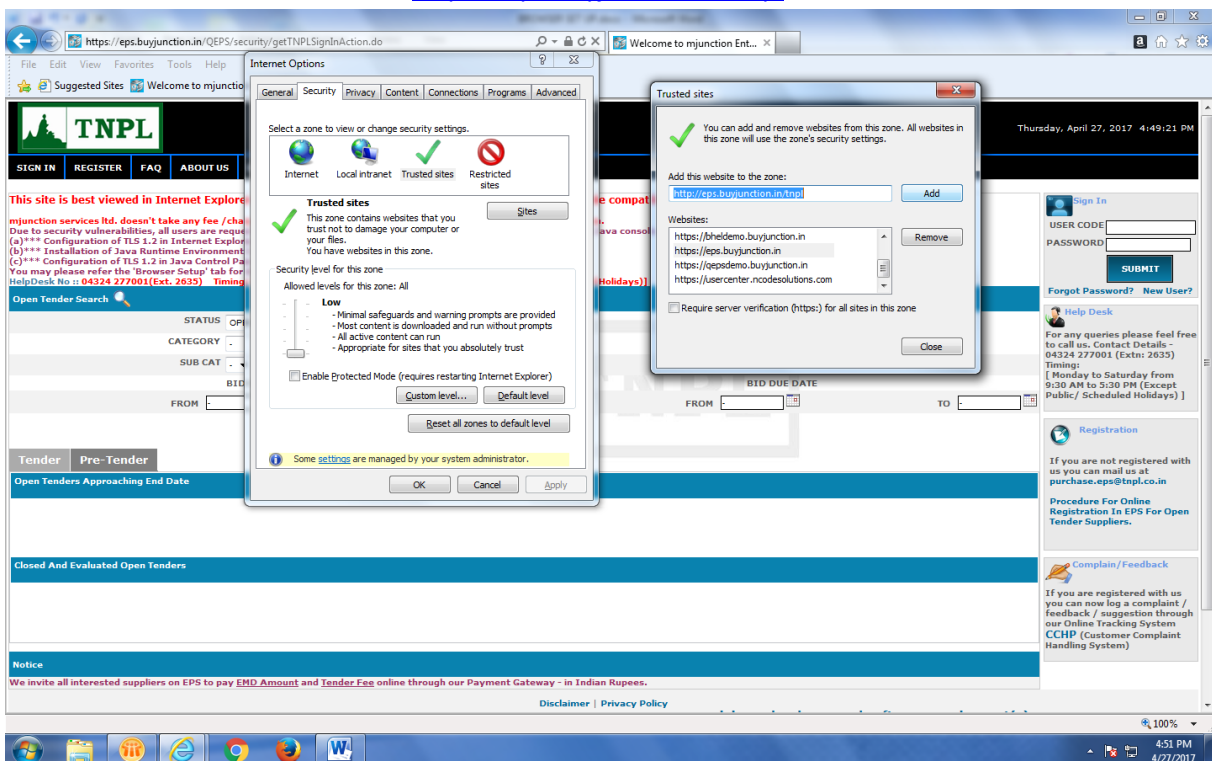 https://eps.buyjunction.in/QEPS/security/getTNPLSignInAction.do
Welcome to mjunction Ent...
File Edit View Favorites Tools Help
Suggested Sites Welcome to mjunctio
TNPL
Thursday, April 27, 2017 4:49:21 PM
SIGN IN REGISTER FAQ ABOUT US
This site is best viewed in Internet Explore
e compat
mjunction services ltd. doesn't take any fee /cha
Due to security vulnerabilities, all users are reque
ava consol
(a)*** Configuration of TLS 1.2 in Internet Explor
(b)*** Installation of Java Runtime Environment
(c)*** Configuration of TLS 1.2 in Java Control Pa
You may please refer the 'Browser Setup' tab for
HelpDesk No :: 04324 277001(Ext. 2635) Timing
Holidays)]
Open Tender Search
STATUS OPE
CATEGORY -
SUB CAT -
BID
FROM -
BID DUE DATE
FROM -
TO -
Tender Pre-Tender
Open Tenders Approaching End Date
Closed And Evaluated Open Tenders
Notice
We invite all interested suppliers on EPS to pay EMD Amount and Tender Fee online through our Payment Gateway - in Indian Rupees.
Disclaimer | Privacy Policy
Internet Options
General Security Privacy Content Connections Programs Advanced
Select a zone to view or change security settings.
Internet
Local intranet
Trusted sites
Restricted
sites
Trusted sites
Sites
This zone contains websites that you
trust not to damage your computer or
your files.
You have websites in this zone.
Security level for this zone
Allowed levels for this zone: All
Low
- Minimal safeguards and warning prompts are provided
- Most content is downloaded and run without prompts
- All active content can run
- Appropriate for sites that you absolutely trust
Enable Protected Mode (requires restarting Internet Explorer)
Custom level... Default level
Reset all zones to default level
Some settings are managed by your system administrator.
OK Cancel Apply
Trusted sites
You can add and remove websites from this zone. All websites in
this zone will use the zone's security settings.
Add this website to the zone:
http://eps.buyjunction.in/tnpl
Add
Websites:
https://bheldemo.buyjunction.in
https://eps.buyjunction.in
https://qepsdemo.buyjunction.in
https://usercenter.ncodesolutions.com
Remove
Require server verification (https:) for all sites in this zone
Close
Sign In
USER CODE
PASSWORD
SUBMIT
Forgot Password? New User?
Help Desk
For any queries please feel free
to call us. Contact Details -
04324 277001 (Extn: 2635)
Timing:
[ Monday to Saturday from
9:30 AM to 5:30 PM (Except
Public/ Scheduled Holidays) ]
Registration
If you are not registered with
us you can mail us at
purchase.eps@tnpl.co.in
Procedure For Online
Registration In EPS For Open
Tender Suppliers.
Complain/Feedback
If you are registered with us
you can now log a complaint /
feedback / suggestion through
our Online Tracking System
CCHP (Customer Complaint
Handling System)
100%
4:51 PM
4/27/2017